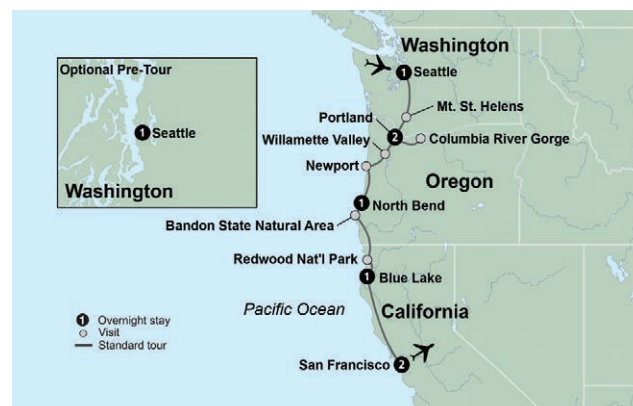 Optional Pre-Tour
1 Seattle
Washington
Washington
1 Seattle
Mt. St. Helens
Portland
2
Columbia River Gorge
Willamette Valley
Newport
Oregon
1 North Bend
Bandon State Natural Area
Redwood Nat'l Park
1 Blue Lake
Pacific Ocean
California
San Francisco 2
1 Overnight stay
Visit
Standard tour